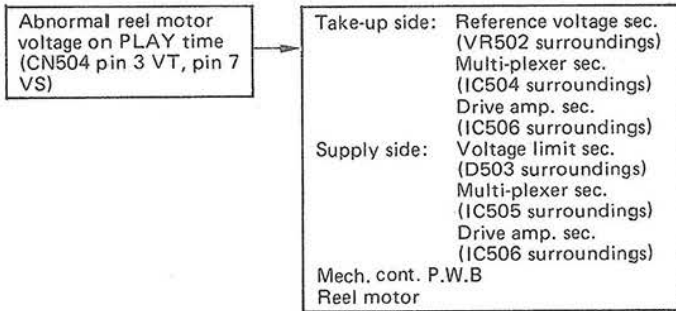 Abnormal reel motor
voltage on PLAY time
(CN504 pin 3 VT, pin 7
VS)
Take-up side: Reference voltage sec.
(VR502 surroundings)
Multi-plexer sec.
(IC504 surroundings)
Drive amp. sec.
(IC506 surroundings)
Supply side: Voltage limit sec.
(D503 surroundings)
Multi-plexer sec.
(IC505 surroundings)
Drive amp. sec.
(IC506 surroundings)
Mech. cont. P.W.B
Reel motor